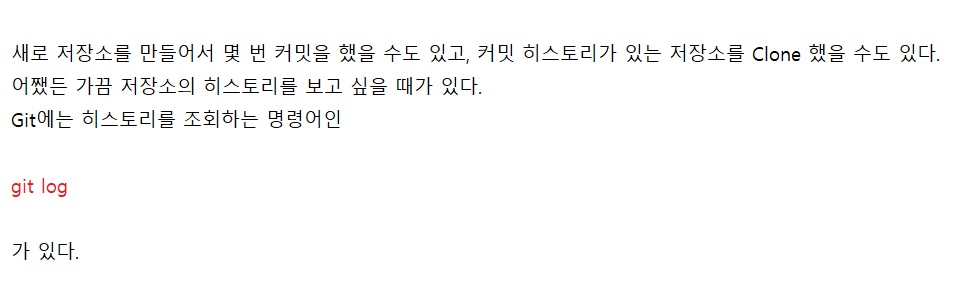 새로 저장소를 만들어서 몇 번 커밋을 했을 수도 있고, 커밋 히스토리가 있는 저장소를 Clone 했을 수도 있다.
어쨌든 가끔 저장소의 히스토리를 보고 싶을 때가 있다.
Git에는 히스토리를 조회하는 명령어인
git log
가 있다.